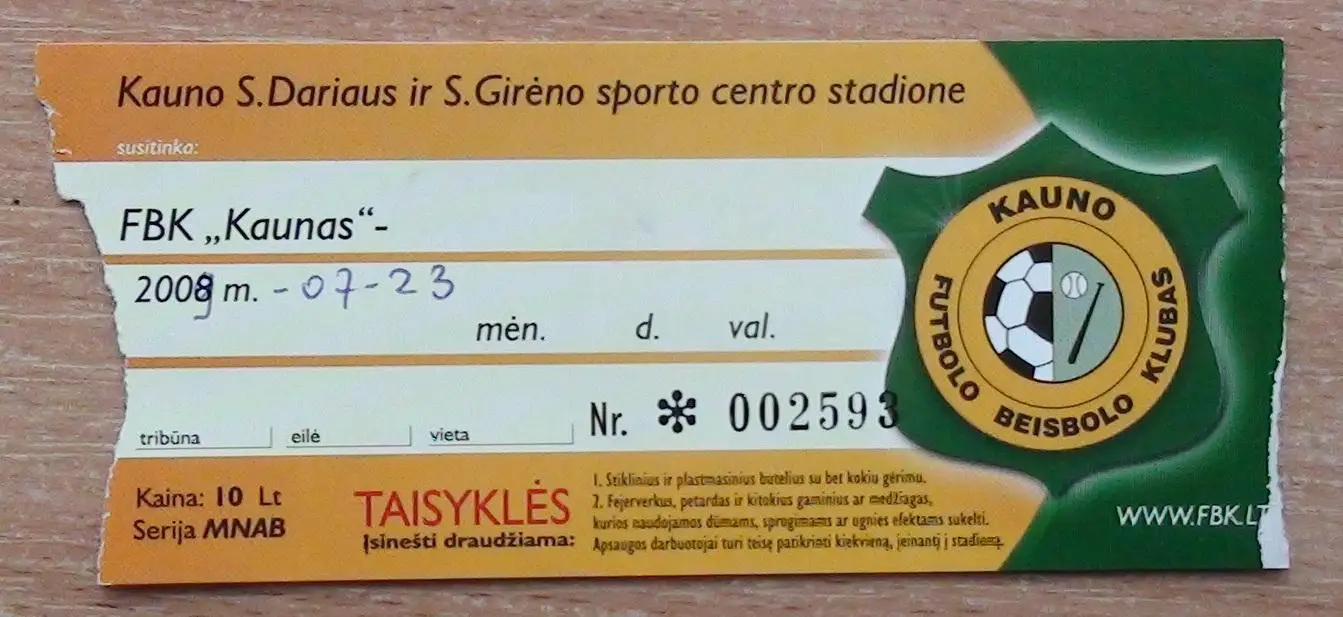 Kauno S.Dariaus ir S.Girėno sporto centro stadione
susitinka:
FBK „Kaunas“-
2009 m. - 07-23
mėn. d. val.
Nr. ✻ 002593
tribūna eilė vieta
Kaina: 10 Lt
Serija MNAB
TAISYKLĖS
Įsinešti draudžiama:
1. Stiklinius ir plastmasinius butelius su bet kokiu gėrimu.
2. Fejerverkus, petardas ir kitokius gaminius ar medžiagas,
kurios naudojamos dūmams, sprogimams ar ugnies efektams sukelti.
Apsaugos darbuotojai turi teisę patikrinti kiekvieną, įeinantį į stadioną.
KAUNO
FUTBOLO BEISBOLO KLUBAS
WWW.FBK.LT